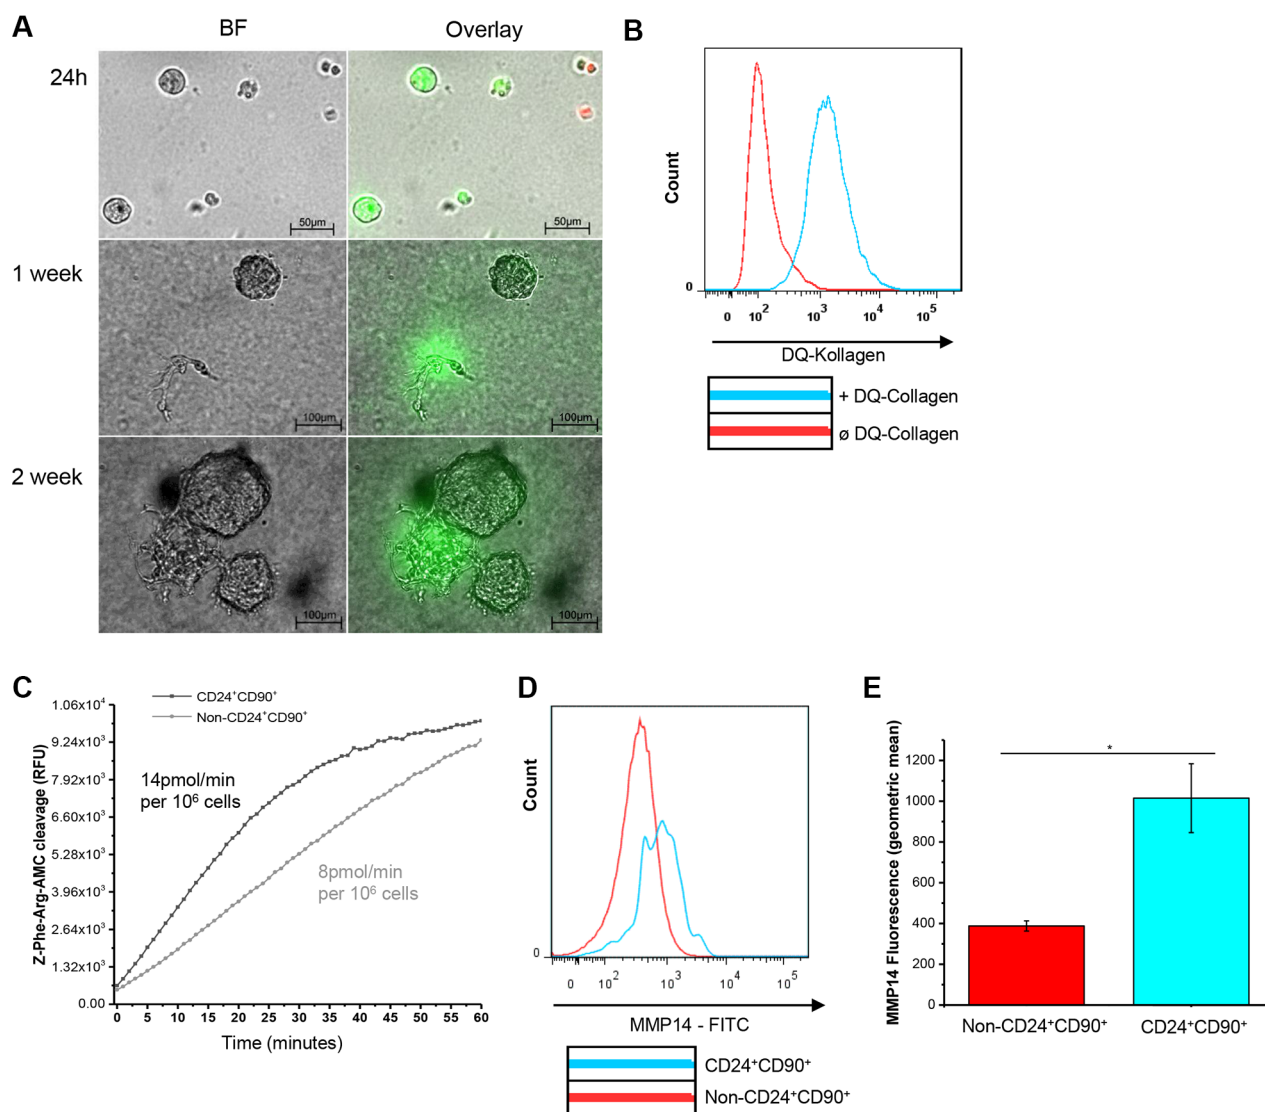 A
BF
Overlay
24h
50µm
50µm
1 week
100µm
100µm
2 week
100µm
100µm
B
Count
0
0 10² 10³ 10⁴ 10⁵
DQ-Kollagen
+ DQ-Collagen
ø DQ-Collagen
C
CD24⁺CD90⁺
Non-CD24⁺CD90⁺
Z-Phe-Arg-AMC cleavage (RFU)
1.06x10⁴
9.24x10³
7.92x10³
6.60x10³
5.28x10³
3.96x10³
2.64x10³
1.32x10³
0.00
14pmol/min
per 10⁶ cells
8pmol/min
per 10⁶ cells
0 5 10 15 20 25 30 35 40 45 50 55 60
Time (minutes)
D
Count
0
0 10² 10³ 10⁴ 10⁵
MMP14 - FITC
CD24⁺CD90⁺
Non-CD24⁺CD90⁺
E
MMP14 Fluorescence (geometric mean)
*
1200
1000
800
600
400
200
0
Non-CD24⁺CD90⁺ CD24⁺CD90⁺